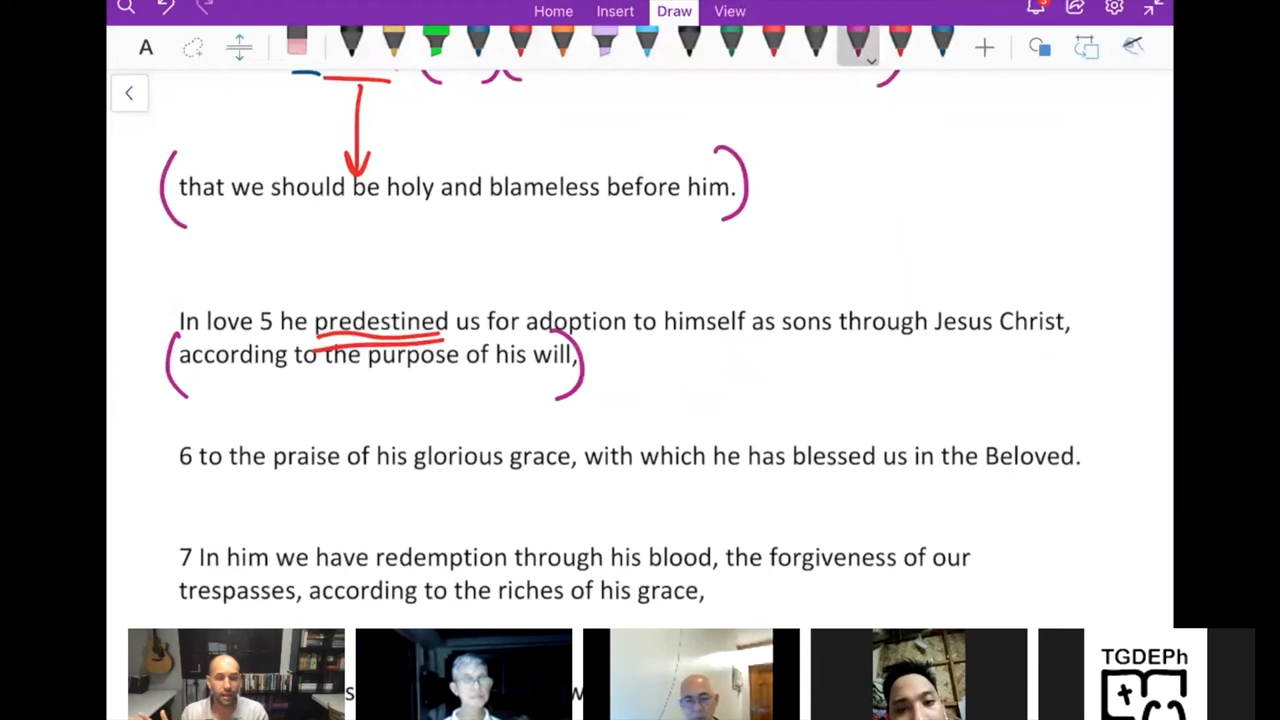 Home Insert Draw View
A
that we should be holy and blameless before him.
In love 5 he predestined us for adoption to himself as sons through Jesus Christ,
according to the purpose of his will,
6 to the praise of his glorious grace, with which he has blessed us in the Beloved.
7 In him we have redemption through his blood, the forgiveness of our
trespasses, according to the riches of his grace,
TGDEPh